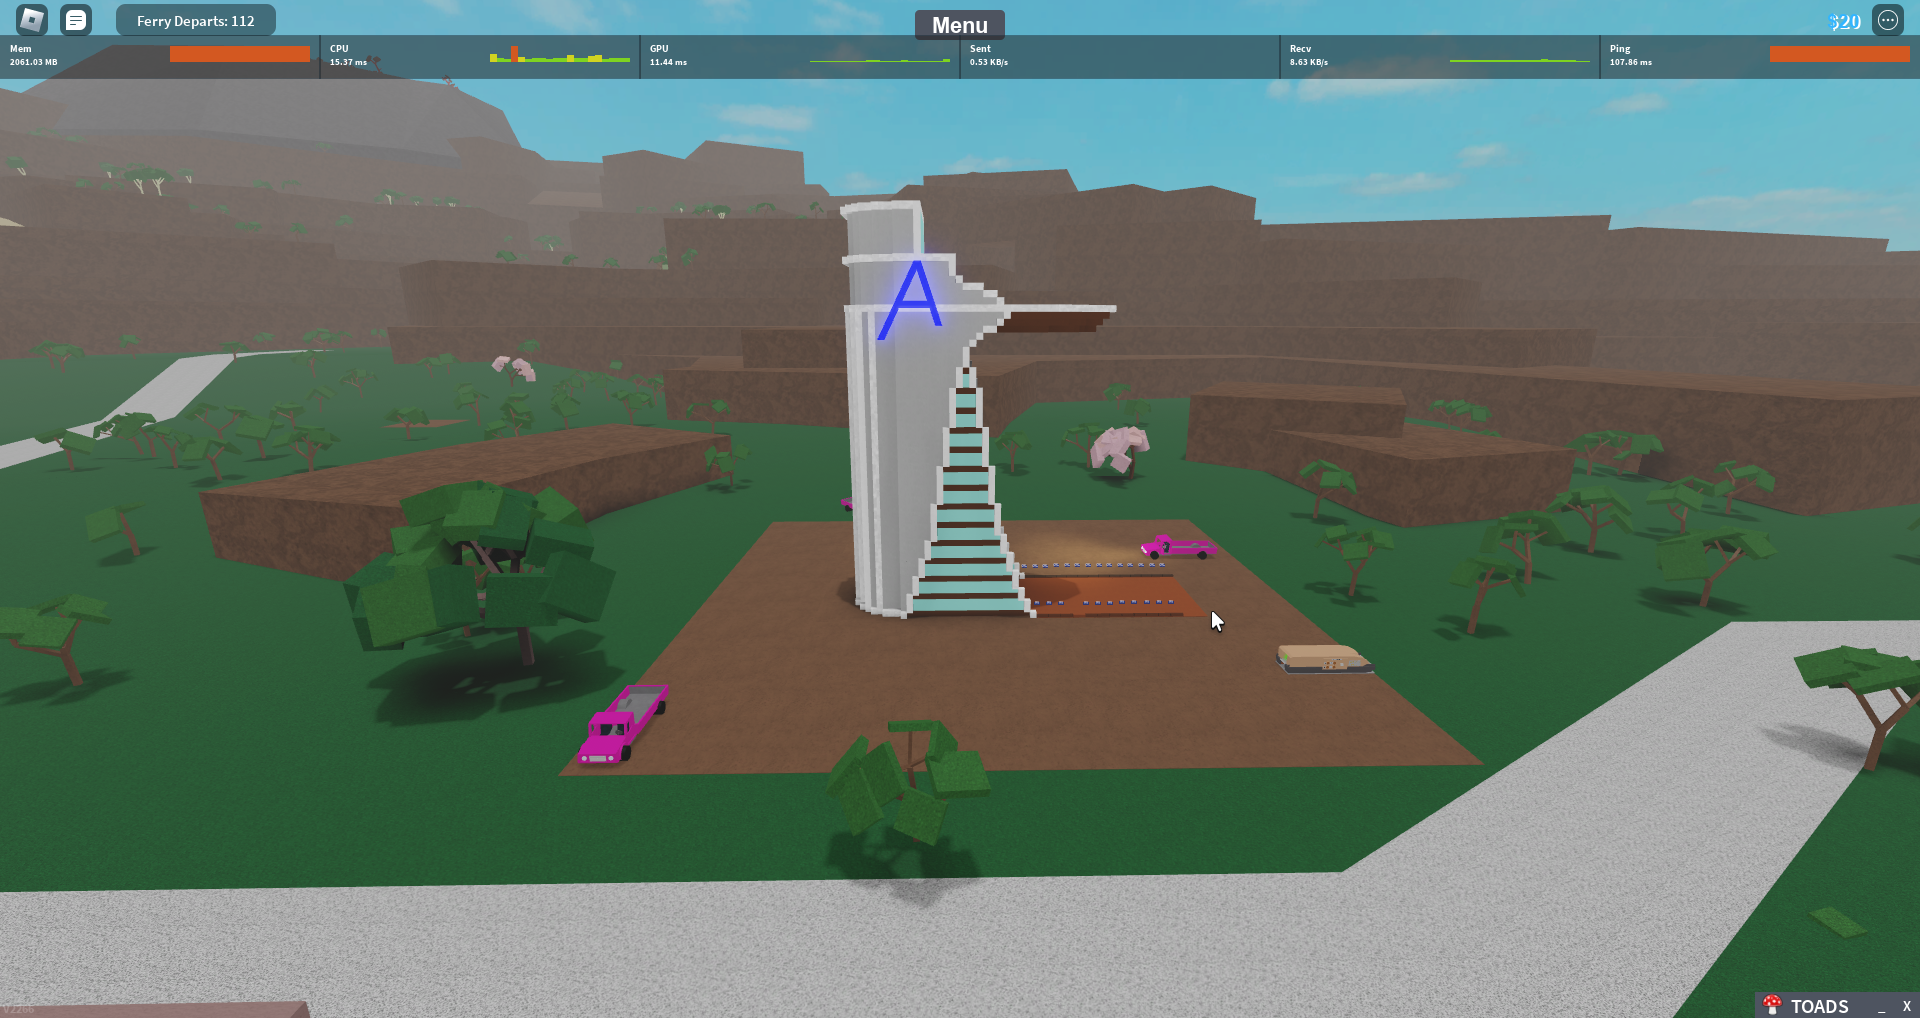 Ferry Departs: 112
Menu
$20
Mem
2061.03 MB
CPU
15.37 ms
GPU
11.44 ms
Sent
0.53 KB/s
Recv
8.63 KB/s
Ping
107.86 ms
A
TOADS
_ X